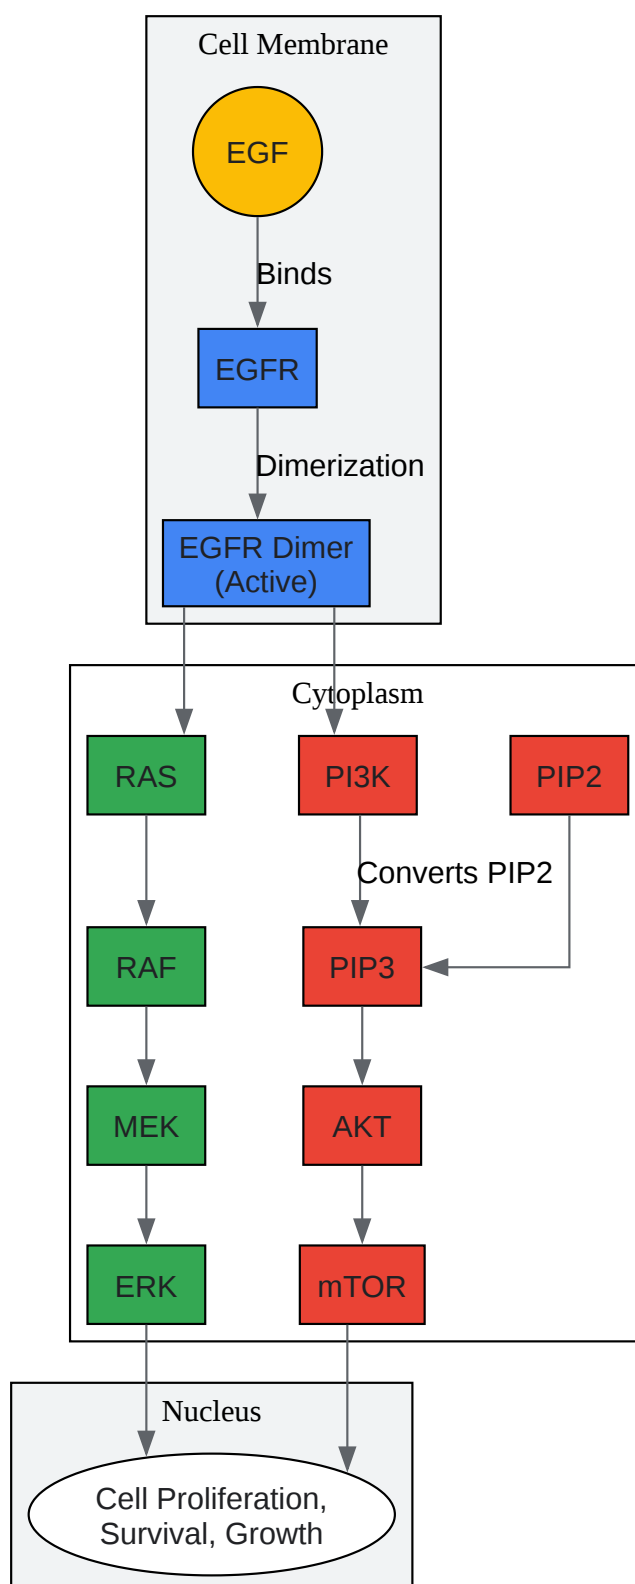 Cell Membrane
EGF
Binds
EGFR
Dimerization
EGFR Dimer
(Active)
Cytoplasm
RAS
PI3K
PIP2
Converts PIP2
RAF
PIP3
MEK
AKT
ERK
mTOR
Nucleus
Cell Proliferation,
Survival, Growth